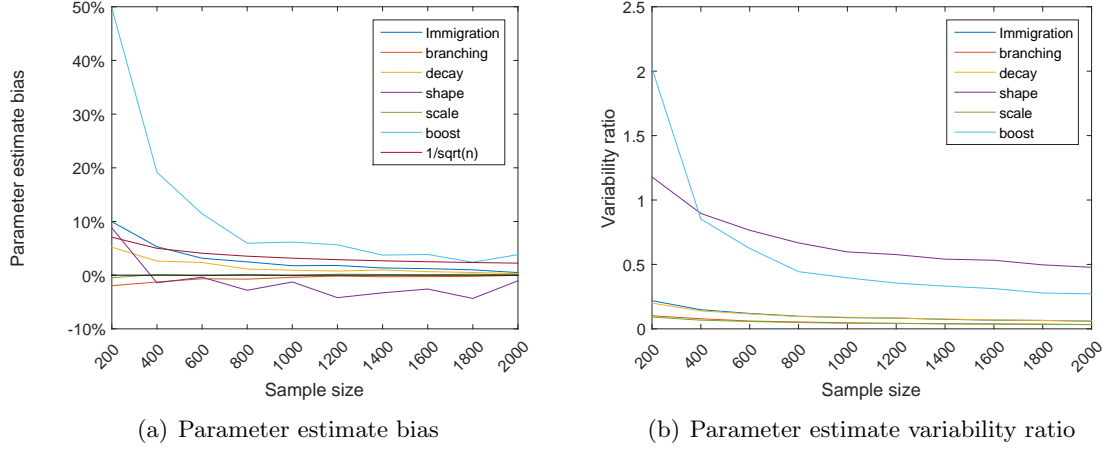 50%
40%
30%
20%
10%
0%
-10%
Parameter estimate bias
Immigration
branching
decay
shape
scale
boost
1/sqrt(n)
200 400 600 800 1000 1200 1400 1600 1800 2000
Sample size
(a) Parameter estimate bias
2.5
2
1.5
1
0.5
0
Variability ratio
Immigration
branching
decay
shape
scale
boost
200 400 600 800 1000 1200 1400 1600 1800 2000
Sample size
(b) Parameter estimate variability ratio